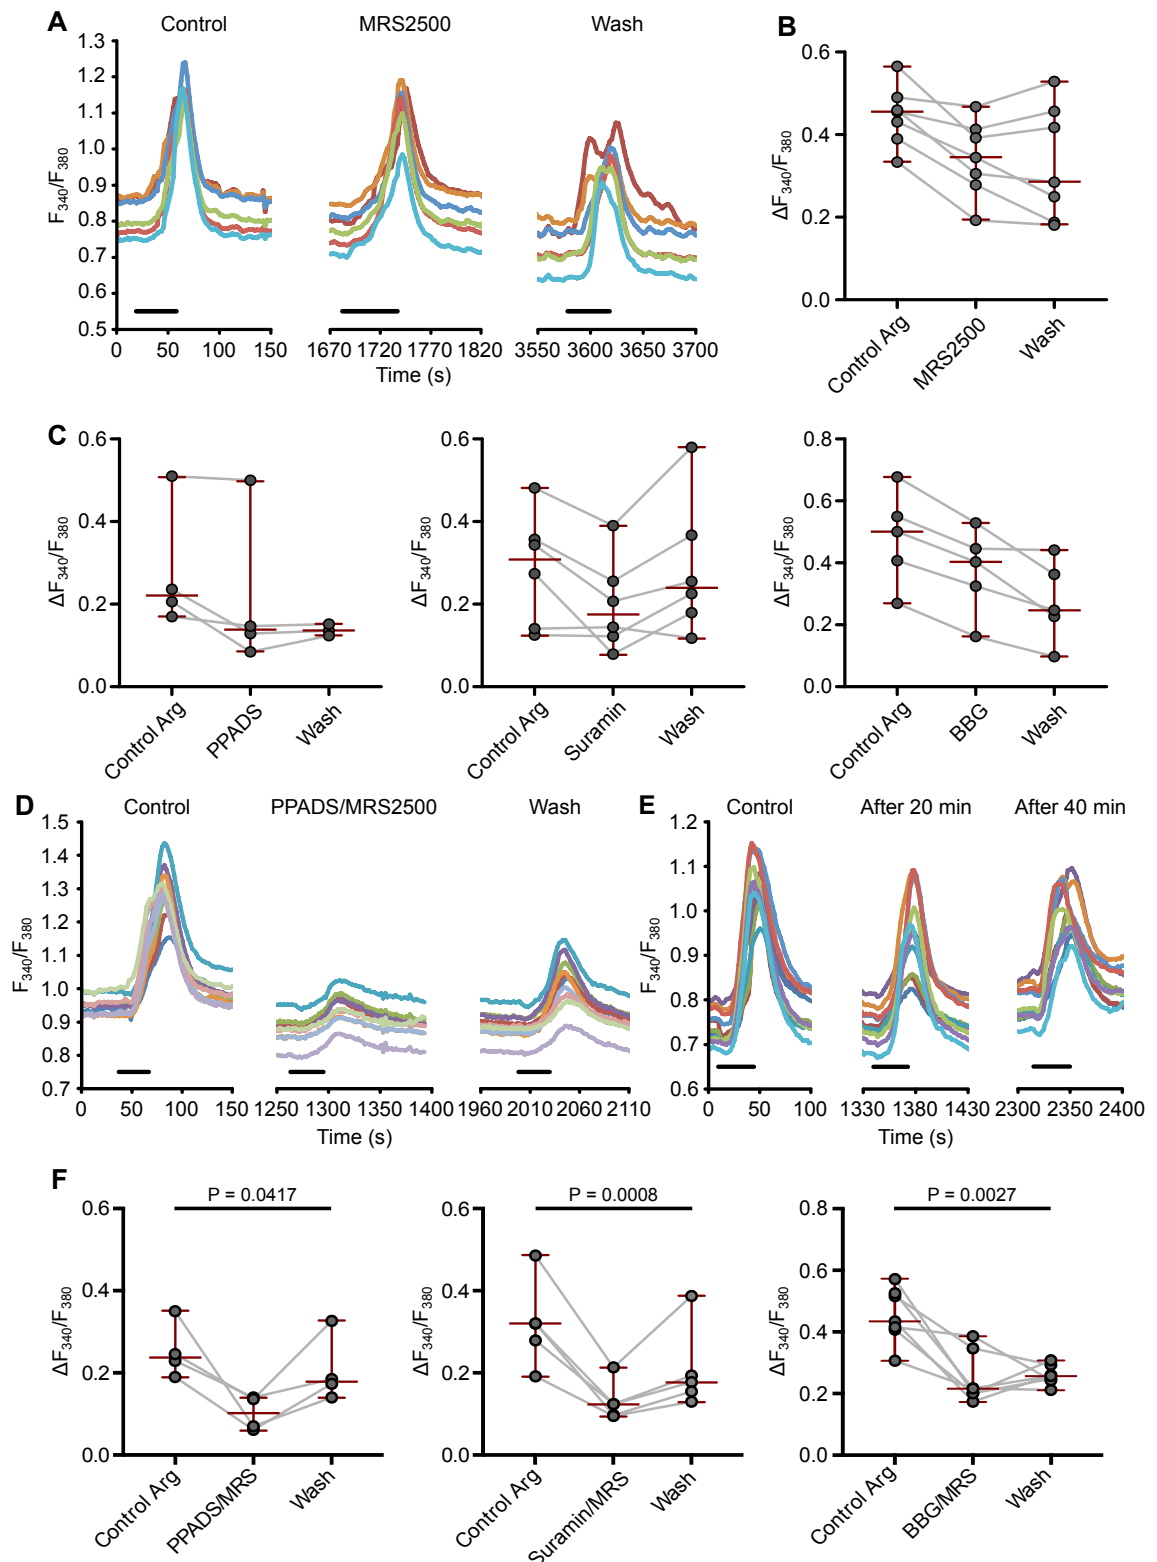 A Control MRS2500 Wash
1.3
1.2
1.1
1.0
0.9
0.8
0.7
0.6
0.5
F340/F380
0 50 100 150 1670 1720 1770 1820 3550 3600 3650 3700
Time (s)
B
0.6
0.4
0.2
0.0
ΔF340/F380
Control Arg MRS2500 Wash
C
0.6
0.4
0.2
0.0
ΔF340/F380
Control Arg PPADS Wash
0.6
0.4
0.2
0.0
ΔF340/F380
Control Arg Suramin Wash
0.8
0.6
0.4
0.2
0.0
ΔF340/F380
Control Arg BBG Wash
D Control PPADS/MRS2500 Wash
1.5
1.4
1.3
1.2
1.1
1.0
0.9
0.8
0.7
F340/F380
0 50 100 150 1250 1300 1350 1400 1960 2010 2060 2110
Time (s)
E Control After 20 min After 40 min
1.2
1.1
1.0
0.9
0.8
0.7
0.6
F340/F380
0 50 100 1330 1380 1430 2300 2350 2400
Time (s)
F
P = 0.0417
0.6
0.4
0.2
0.0
ΔF340/F380
Control Arg PPADS/MRS Wash
P = 0.0008
0.6
0.4
0.2
0.0
ΔF340/F380
Control Arg Suramin/MRS Wash
P = 0.0027
0.8
0.6
0.4
0.2
0.0
ΔF340/F380
Control Arg BBG/MRS Wash